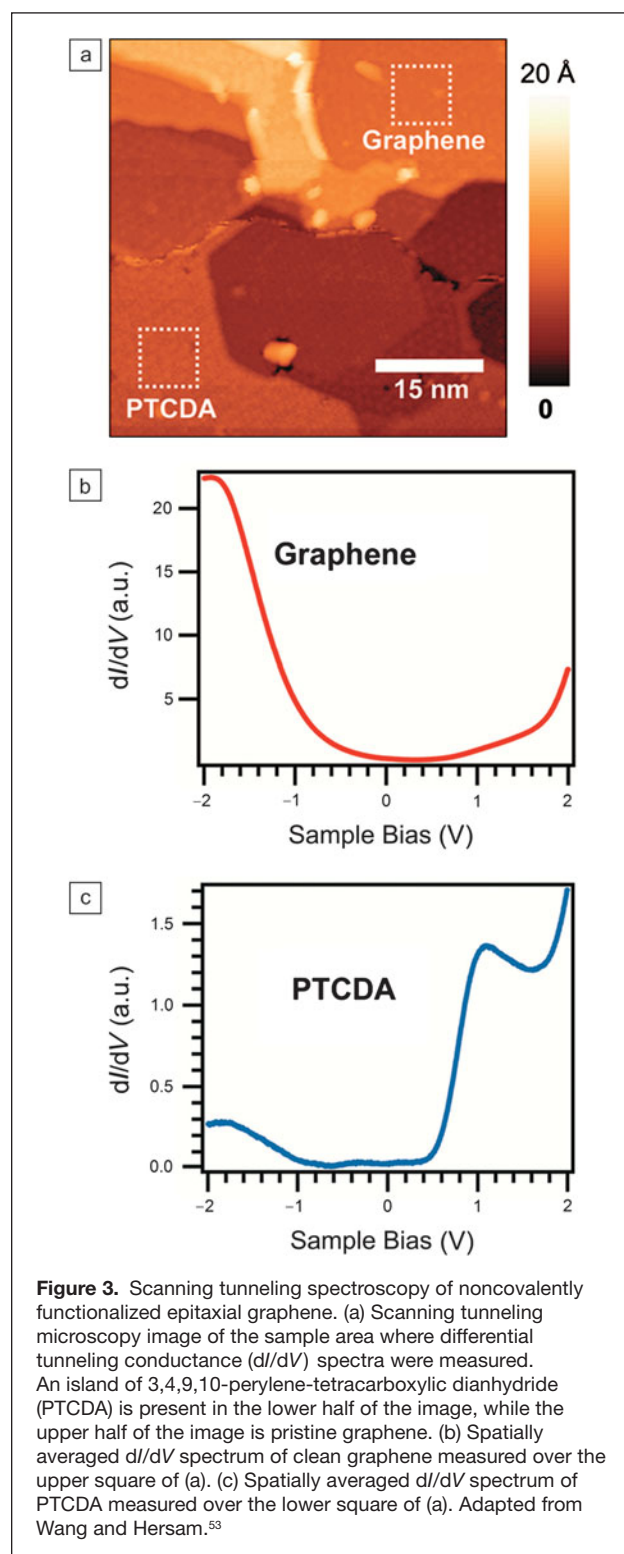 a
20 Å
Graphene
PTCDA
15 nm
0
b
20
15
10
5
dI/dV (a.u.)
Graphene
−2
−1
0
1
2
Sample Bias (V)
c
1.5
1.0
0.5
0.0
dI/dV (a.u.)
PTCDA
−2
−1
0
1
2
Sample Bias (V)
Figure 3. Scanning tunneling spectroscopy of noncovalently
functionalized epitaxial graphene. (a) Scanning tunneling
microscopy image of the sample area where differential
tunneling conductance (dI/dV) spectra were measured.
An island of 3,4,9,10-perylene-tetracarboxylic dianhydride
(PTCDA) is present in the lower half of the image, while the
upper half of the image is pristine graphene. (b) Spatially
averaged dI/dV spectrum of clean graphene measured over the
upper square of (a). (c) Spatially averaged dI/dV spectrum of
PTCDA measured over the lower square of (a). Adapted from
Wang and Hersam.53